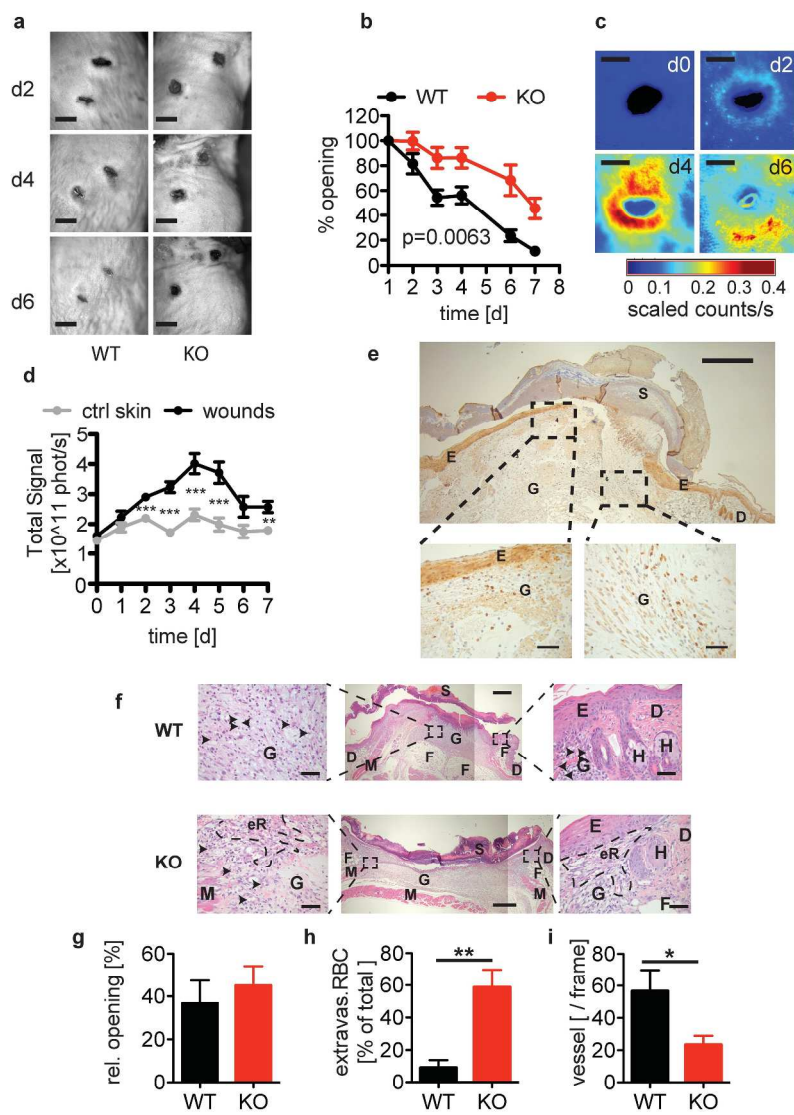 a
d2
d4
d6
WT KO
b
WT KO
120
100
80
60
40
20
0
% opening
p=0.0063
1 2 3 4 5 6 7 8
time [d]
c
d0 d2
d4 d6
0 0.1 0.2 0.3 0.4
scaled counts/s
d
ctrl skin wounds
5
4
3
2
1
0
Total Signal
[x10^11 phot/s]
*** *** *** *** **
0 1 2 3 4 5 6 7
time [d]
e
S
E
G
E
D
E
G
G
f
WT
G
S
D M F G F D
E D
H H
G
KO
eR
M G
S
F D
M G M
M
E D
eR H
G
F
g
rel. opening [%]
60
40
20
0
WT KO
h
extravas.RBC
[% of total ]
80
60
40
20
0
**
WT KO
i
vessel [ / frame]
80
60
40
20
0
*
WT KO